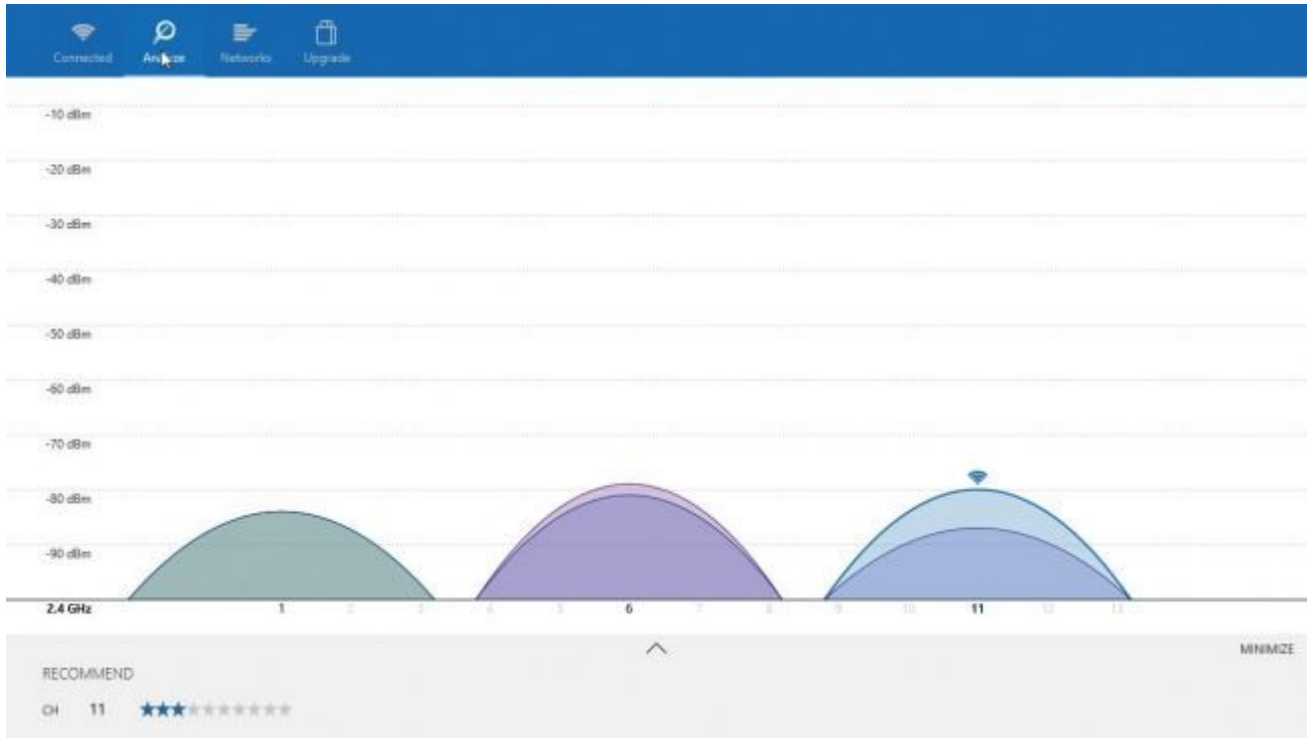 Connected Analyze Networks Upgrade
-10 dBm
-20 dBm
-30 dBm
-40 dBm
-50 dBm
-60 dBm
-70 dBm
-80 dBm
-90 dBm
2.4 GHz 1 2 3 4 5 6 7 8 9 10 11 12 13
MINIMIZE
RECOMMEND
CH 11